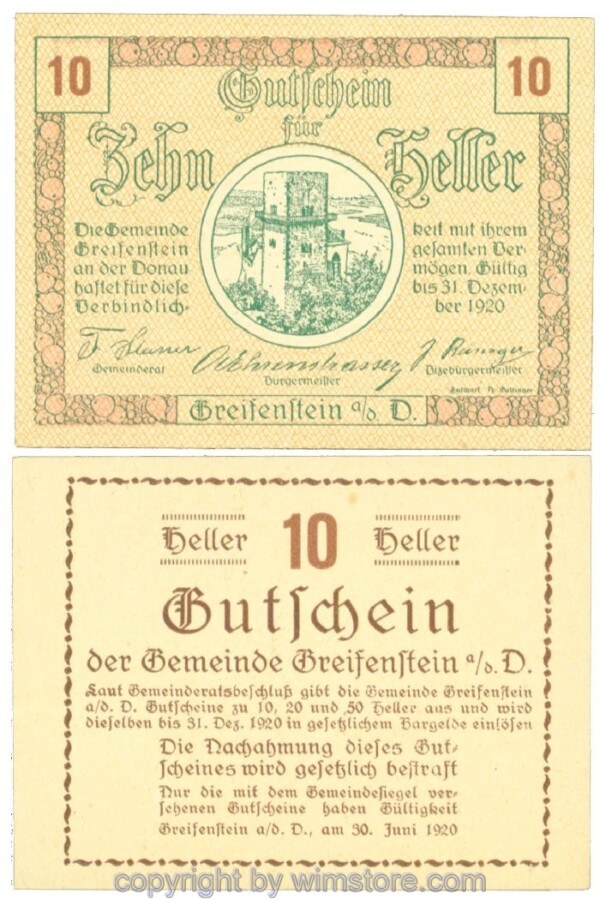 10
10
Gutschein
für
Zehn Heller
Die Gemeinde
Greifenstein
an der Donau
haftet für diese
Verbindlich-
keit mit ihrem
gesamten Ver-
mögen. Gültig
bis 31. Dezem-
ber 1920
Gemeinderat
Bürgermeister
Vizebürgermeister
Entwurf
Greifenstein a/d. D.
Heller 10 Heller
Gutschein
der Gemeinde Greifenstein a/d. D.
Laut Gemeinderatsbeschluß gibt die Gemeinde Greifenstein
a/d. D. Gutscheine zu 10, 20 und 50 Heller aus und wird
dieselben bis 31. Dez. 1920 in gesetzlichem Bargelde einlösen
Die Nachahmung dieses Gut-
scheines wird gesetzlich bestraft
Nur die mit dem Gemeindesiegel ver-
sehenen Gutscheine haben Gültigkeit
Greifenstein a/d. D., am 30. Juni 1920
copyright by wimstore.com